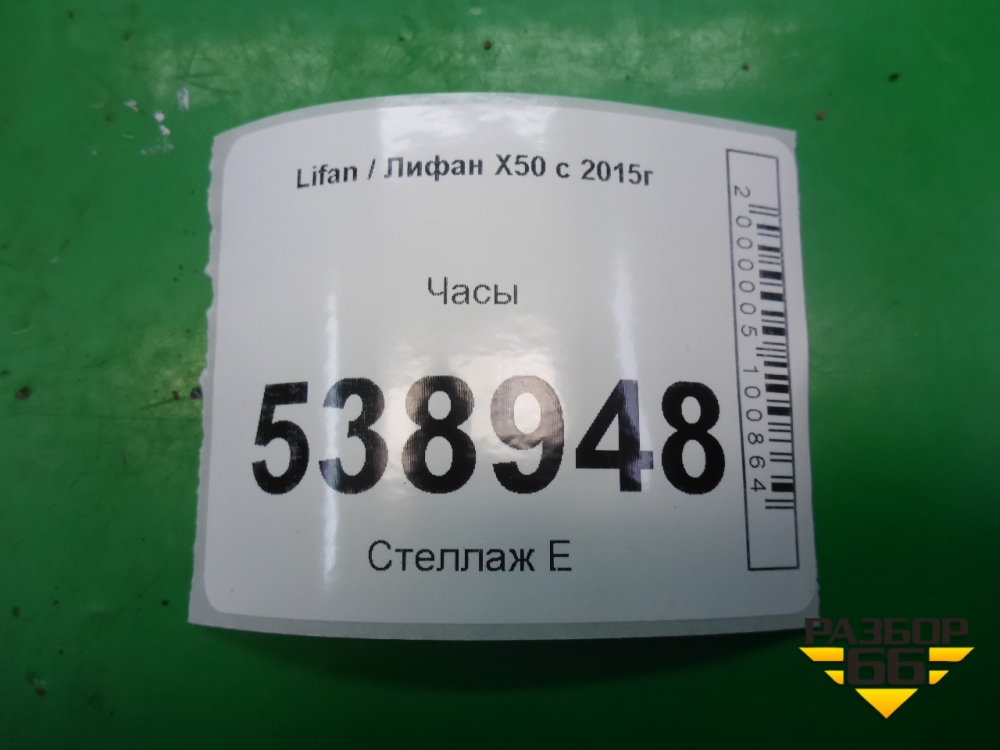 Lifan / Лифан X50 с 2015г
Часы
538948
Стеллаж Е
2000005100864
РАЗБОР
66